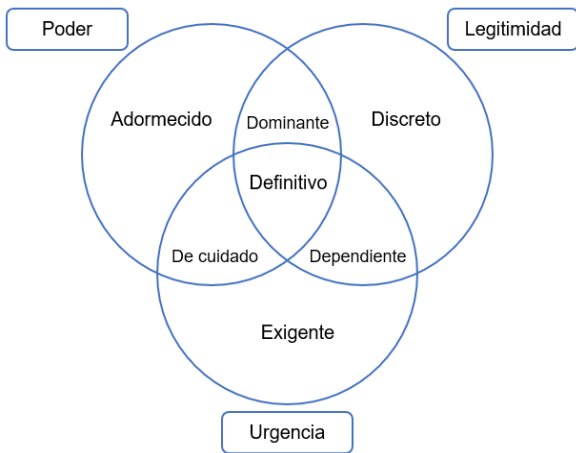 Poder
Legitimidad
Adormecido
Dominante
Discreto
Definitivo
De cuidado
Dependiente
Exigente
Urgencia